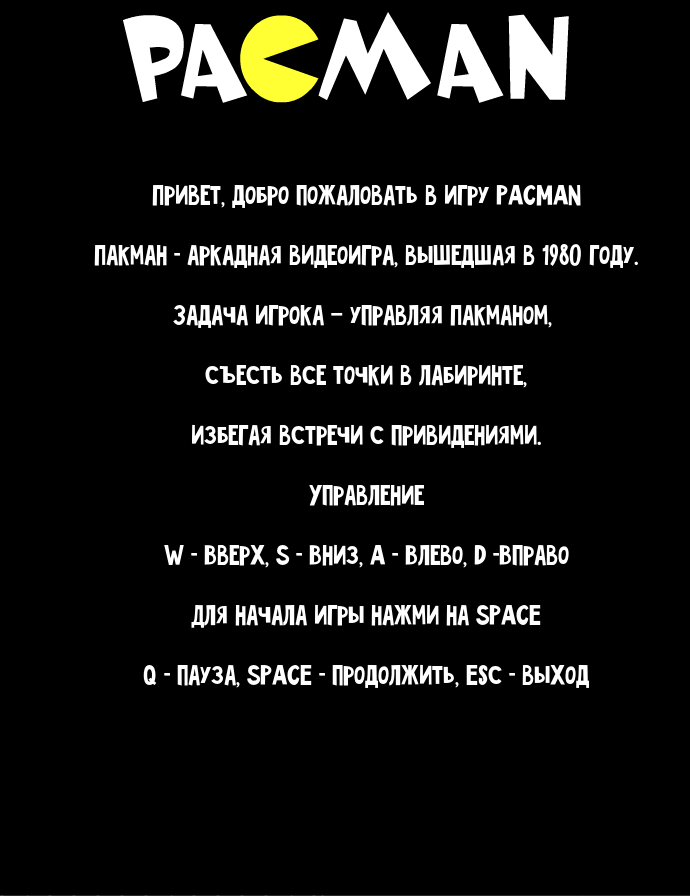 PACMAN
ПРИВЕТ, ДОБРО ПОЖАЛОВАТЬ В ИГРУ PACMAN
ПАКМАН - АРКАДНАЯ ВИДЕОИГРА, ВЫШЕДШАЯ В 1980 ГОДУ.
ЗАДАЧА ИГРОКА – УПРАВЛЯЯ ПАКМАНОМ,
СЪЕСТЬ ВСЕ ТОЧКИ В ЛАБИРИНТЕ,
ИЗБЕГАЯ ВСТРЕЧИ С ПРИВИДЕНИЯМИ.
УПРАВЛЕНИЕ
W - ВВЕРХ, S - ВНИЗ, A - ВЛЕВО, D -ВПРАВО
ДЛЯ НАЧАЛА ИГРЫ НАЖМИ НА SPACE
Q - ПАУЗА, SPACE - ПРОДОЛЖИТЬ, ESC - ВЫХОД